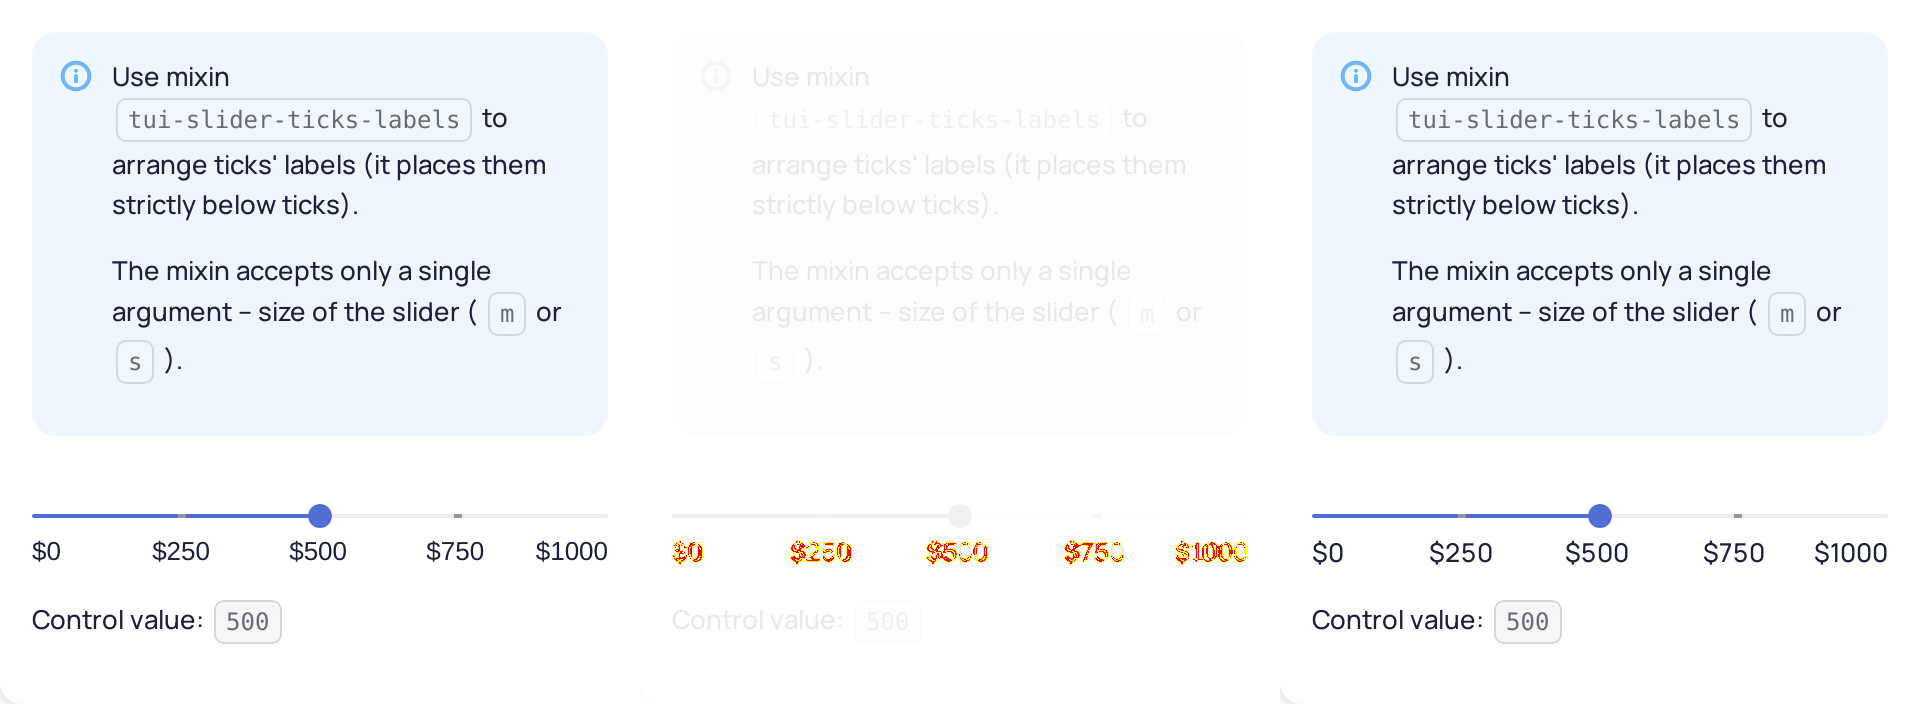 Use mixin
tui-slider-ticks-labels to
arrange ticks' labels (it places them
strictly below ticks).
The mixin accepts only a single
argument – size of the slider ( m or
s ).
$0 $250 $500 $750 $1000
Control value: 500
Use mixin
tui-slider-ticks-labels to
arrange ticks' labels (it places them
strictly below ticks).
The mixin accepts only a single
argument – size of the slider ( m or
s ).
$0 $250 $500 $750 $1000
Control value: 500
Use mixin
tui-slider-ticks-labels to
arrange ticks' labels (it places them
strictly below ticks).
The mixin accepts only a single
argument – size of the slider ( m or
s ).
$0 $250 $500 $750 $1000
Control value: 500